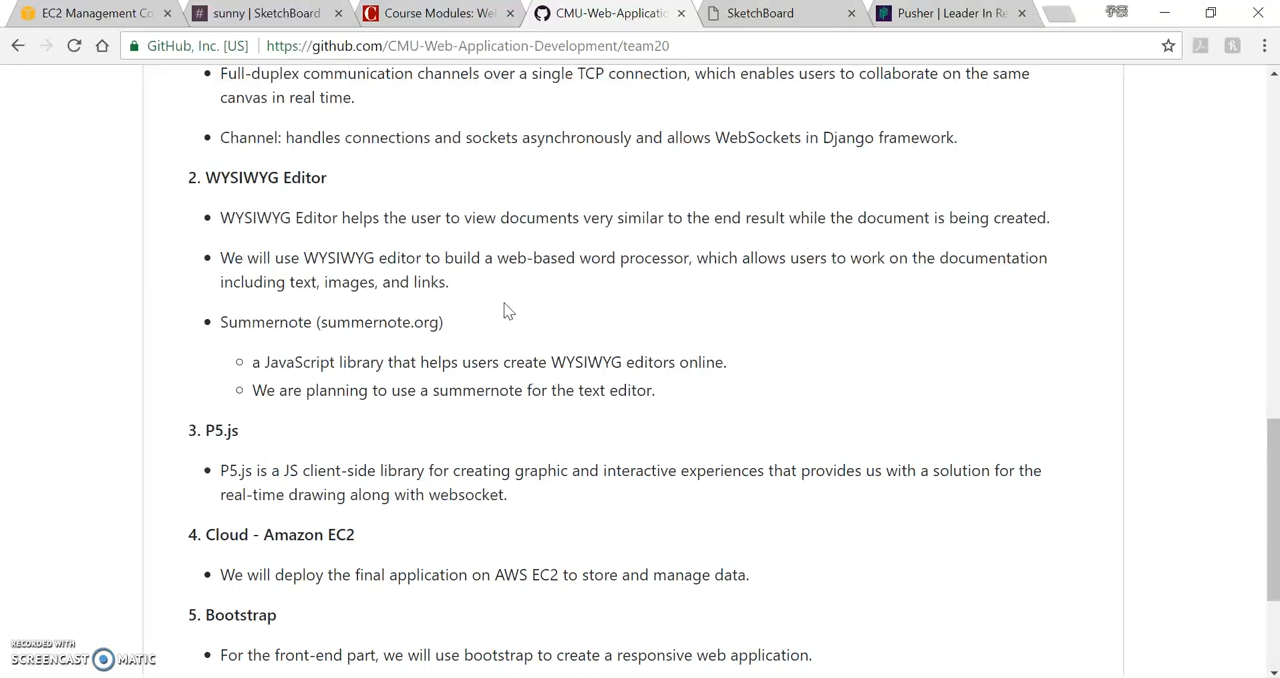 EC2 Management Co
sunny | SketchBoard
Course Modules: We
CMU-Web-Applicatio
SketchBoard
Pusher | Leader In Re
GitHub, Inc. [US]
https://github.com/CMU-Web-Application-Development/team20
Full-duplex communication channels over a single TCP connection, which enables users to collaborate on the same
canvas in real time.
Channel: handles connections and sockets asynchronously and allows WebSockets in Django framework.
2. WYSIWYG Editor
WYSIWYG Editor helps the user to view documents very similar to the end result while the document is being created.
We will use WYSIWYG editor to build a web-based word processor, which allows users to work on the documentation
including text, images, and links.
Summernote (summernote.org)
a JavaScript library that helps users create WYSIWYG editors online.
We are planning to use a summernote for the text editor.
3. P5.js
P5.js is a JS client-side library for creating graphic and interactive experiences that provides us with a solution for the
real-time drawing along with websocket.
4. Cloud - Amazon EC2
We will deploy the final application on AWS EC2 to store and manage data.
5. Bootstrap
For the front-end part, we will use bootstrap to create a responsive web application.
RECORDED WITH
SCREENCAST MATIC